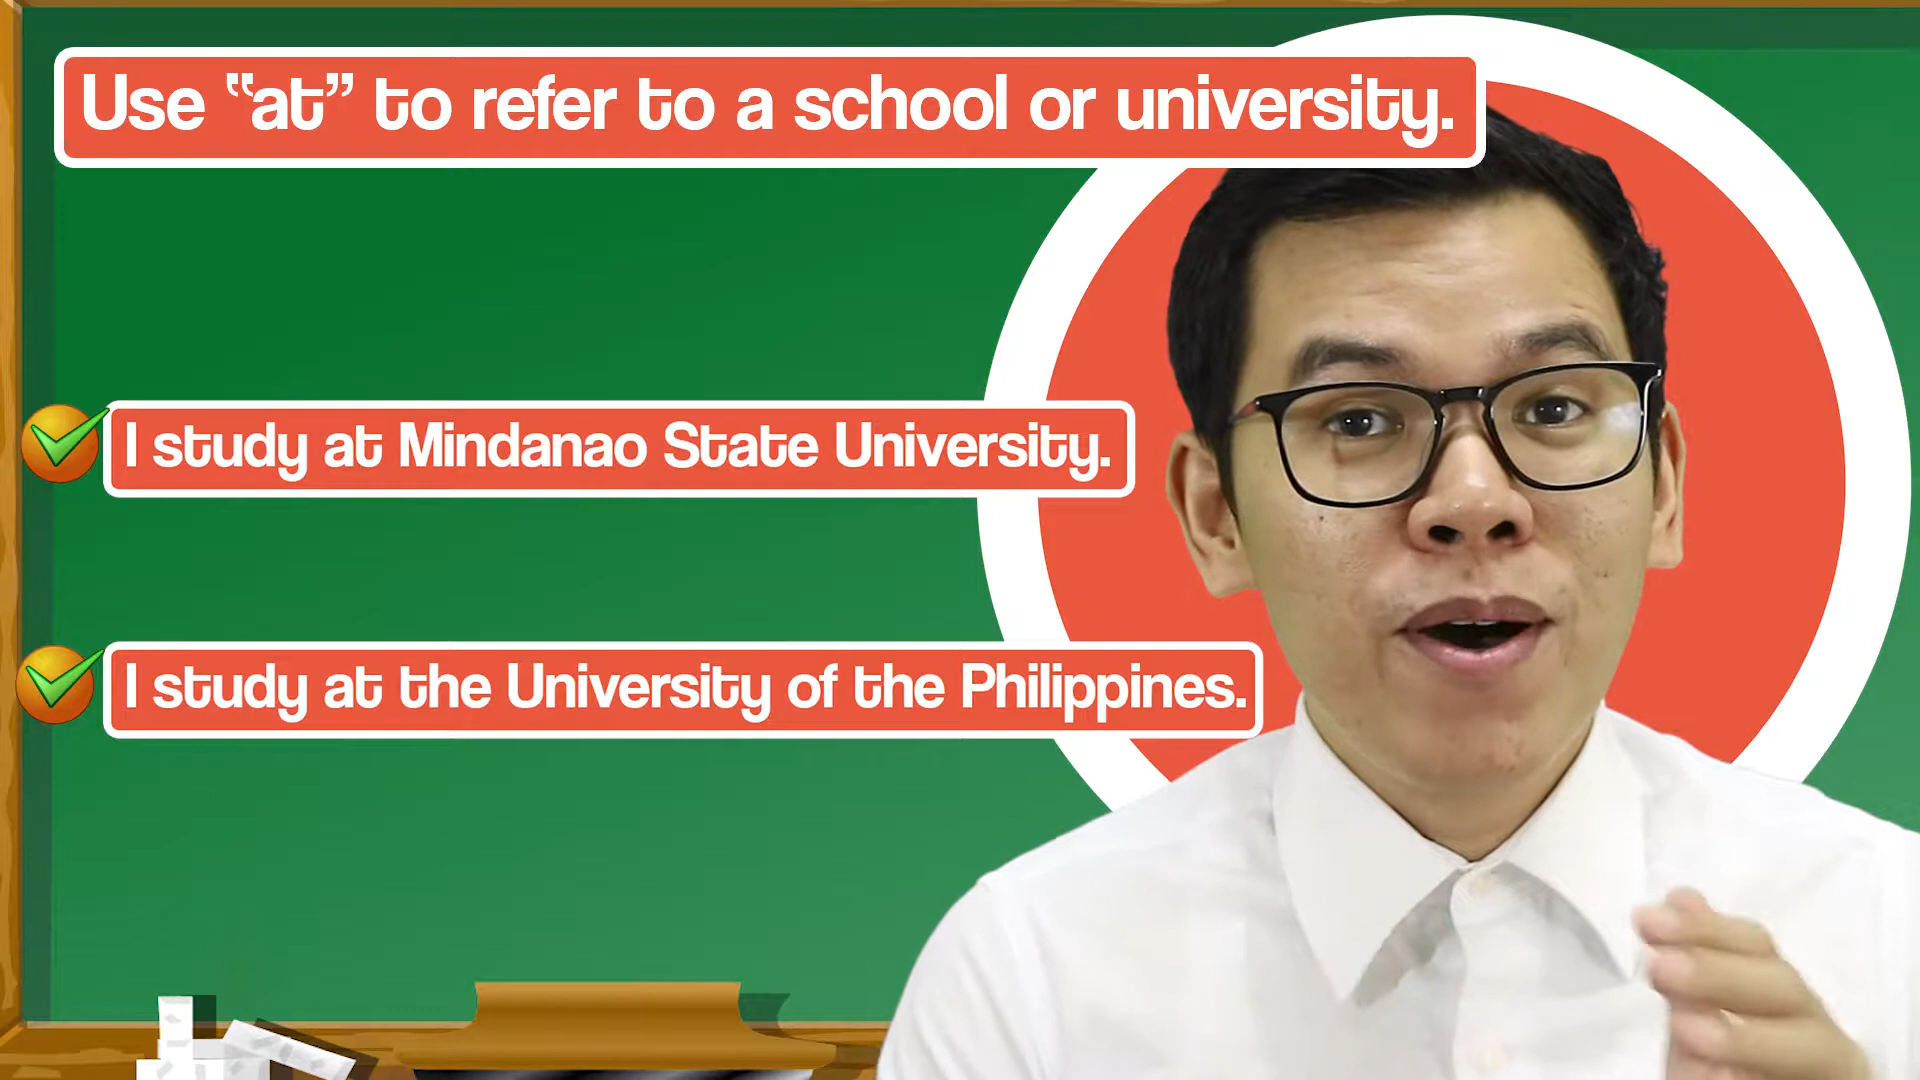 Use “at” to refer to a school or university.
I study at Mindanao State University.
I study at the University of the Philippines.